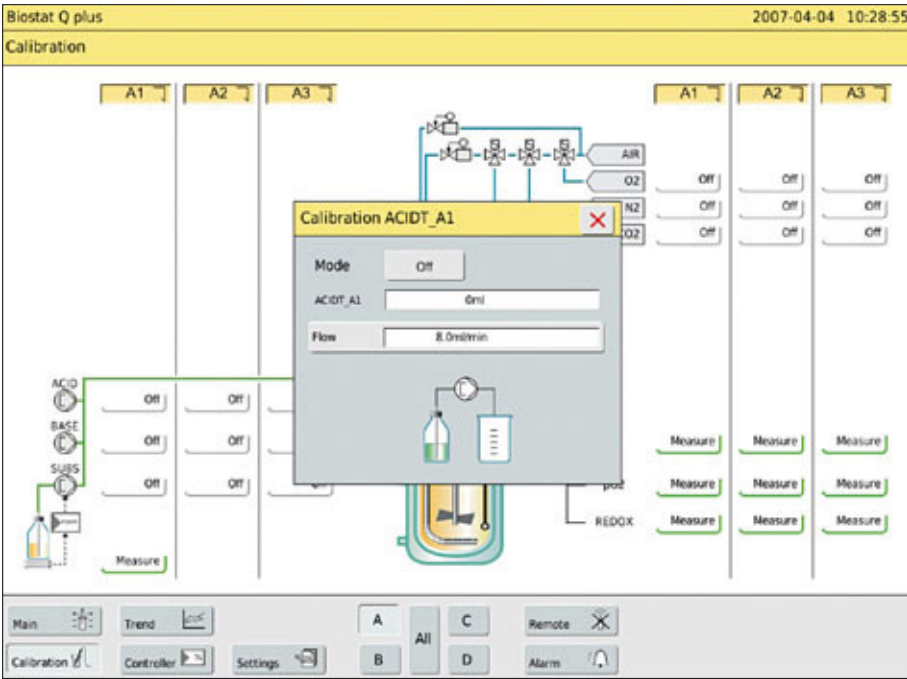 Biostat Q plus 2007-04-04 10:28:55
Calibration
A1 A2 A3 A1 A2 A3
AIR
O2 Off Off Off
N2 Off Off Off
CO2 Off Off Off
Calibration ACIDT_A1
Mode Off
ACIDT_A1 0ml
Flow 8.0ml/min
ACID Off Off
BASE Off Off
Measure Measure Measure
SUBS Off Off
pO2 Measure Measure Measure
REDOX Measure Measure Measure
Measure
Main Trend A All C Remote
Calibration Controller Settings B D Alarm